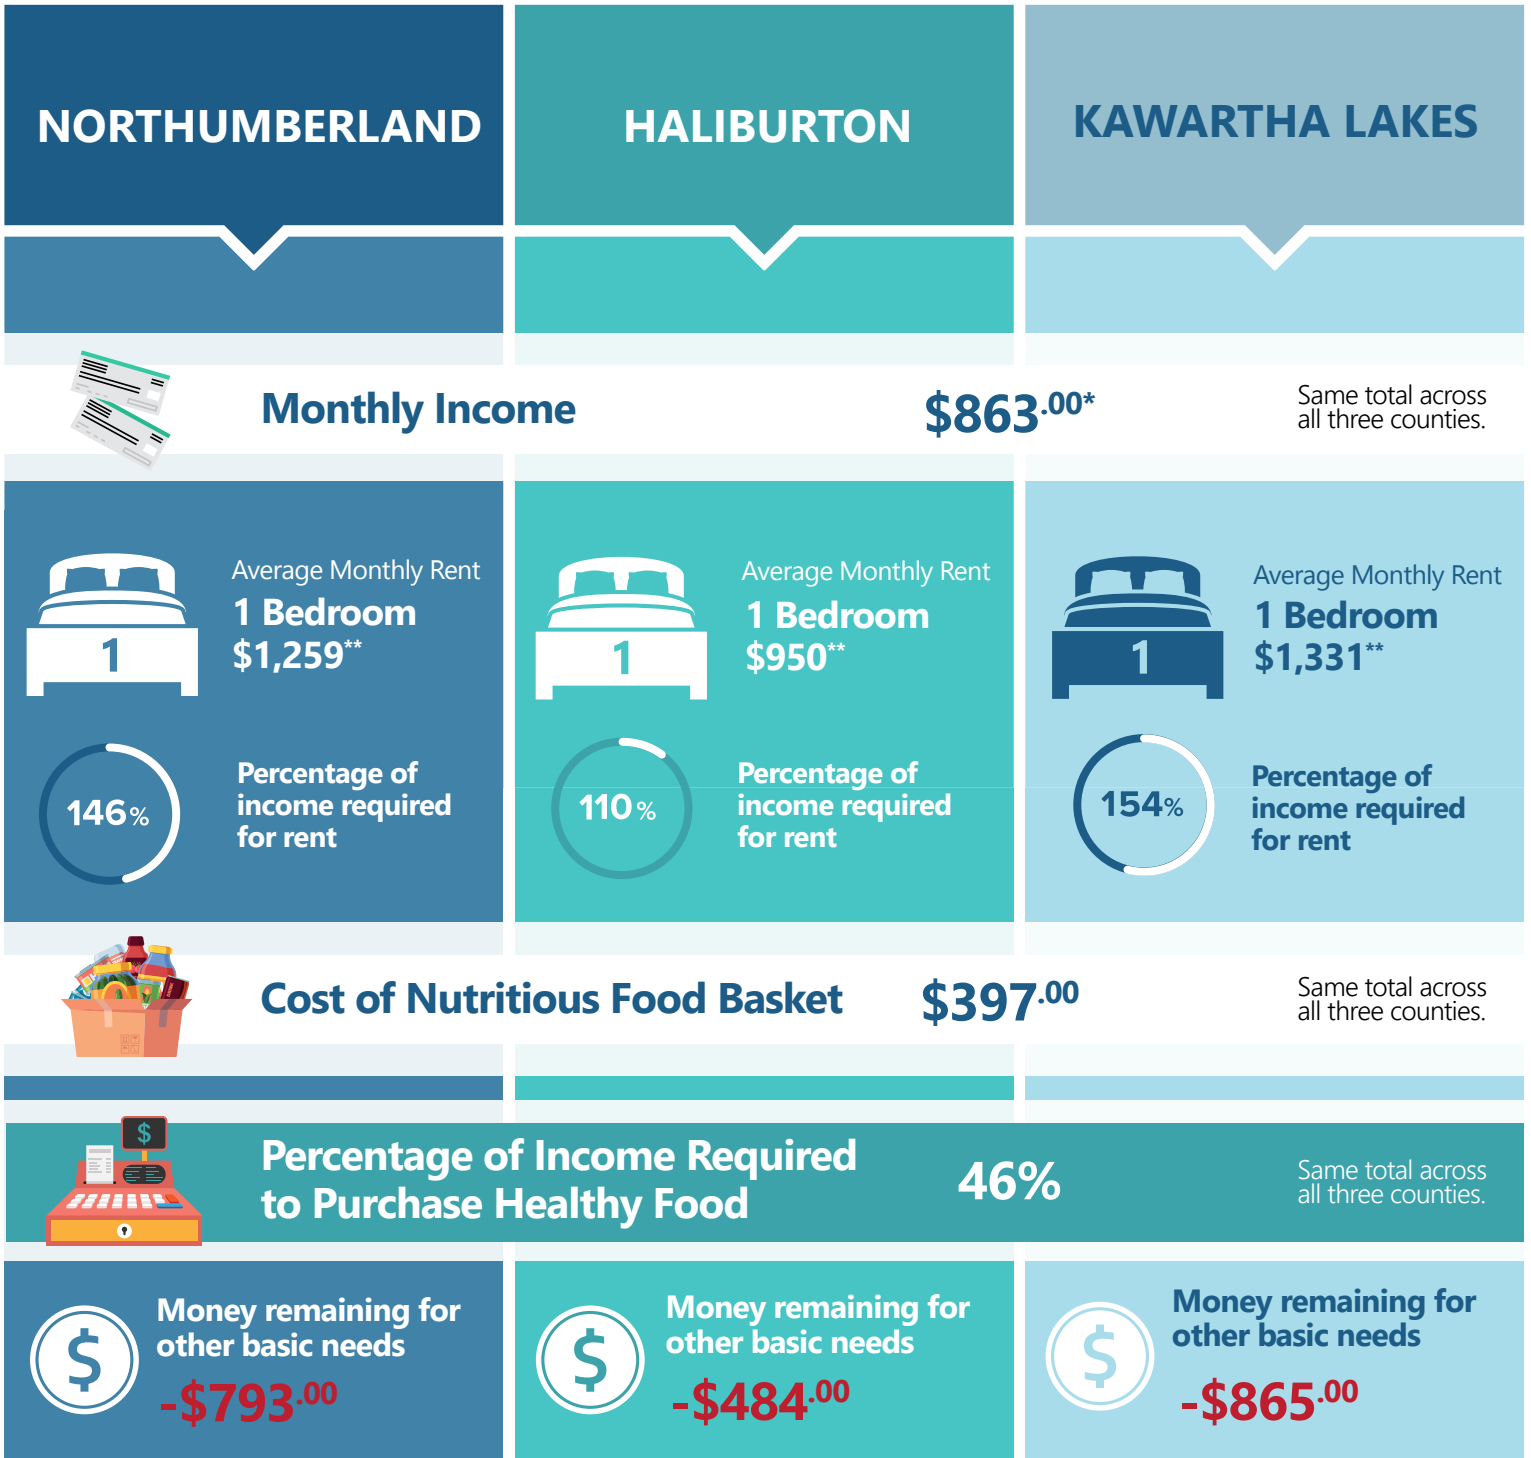 NORTHUMBERLAND
HALIBURTON
KAWARTHA LAKES
Monthly Income
$863.00*
Same total across
all three counties.
Average Monthly Rent
1 Bedroom
$1,259**
1
146%
Percentage of
income required
for rent
Average Monthly Rent
1 Bedroom
$950**
1
110%
Percentage of
income required
for rent
Average Monthly Rent
1 Bedroom
$1,331**
1
154%
Percentage of
income required
for rent
Cost of Nutritious Food Basket
$397.00
Same total across
all three counties.
$
Percentage of Income Required
to Purchase Healthy Food
46%
Same total across
all three counties.
$
Money remaining for
other basic needs
-$793.00
$
Money remaining for
other basic needs
-$484.00
$
Money remaining for
other basic needs
-$865.00